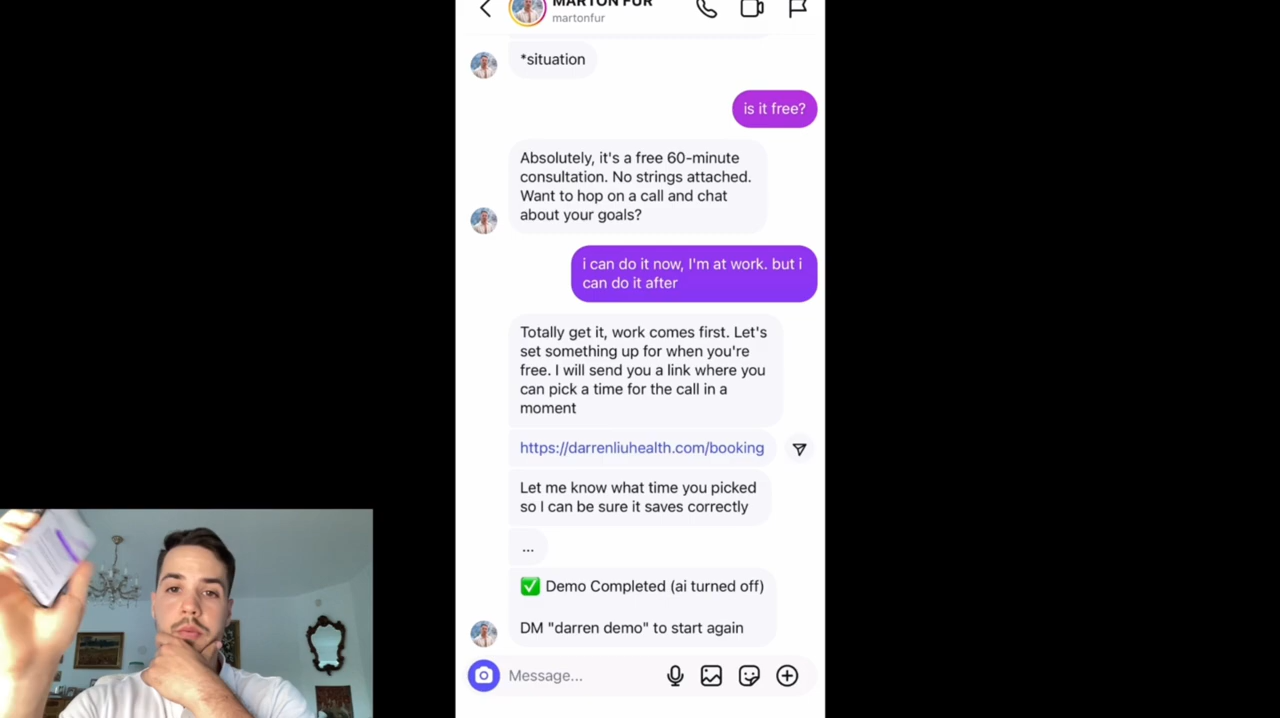 MARTON FUR
martonfur
*situation
is it free?
Absolutely, it's a free 60-minute
consultation. No strings attached.
Want to hop on a call and chat
about your goals?
i can do it now, I'm at work. but i
can do it after
Totally get it, work comes first. Let's
set something up for when you're
free. I will send you a link where you
can pick a time for the call in a
moment
https://darrenliuhealth.com/booking
Let me know what time you picked
so I can be sure it saves correctly
...
✅ Demo Completed (ai turned off)
DM "darren demo" to start again
Message...